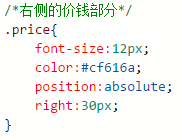 /*右侧的价钱部分*/
.price{
font-size:12px;
color:#cf616a;
position:absolute;
right:30px;
}